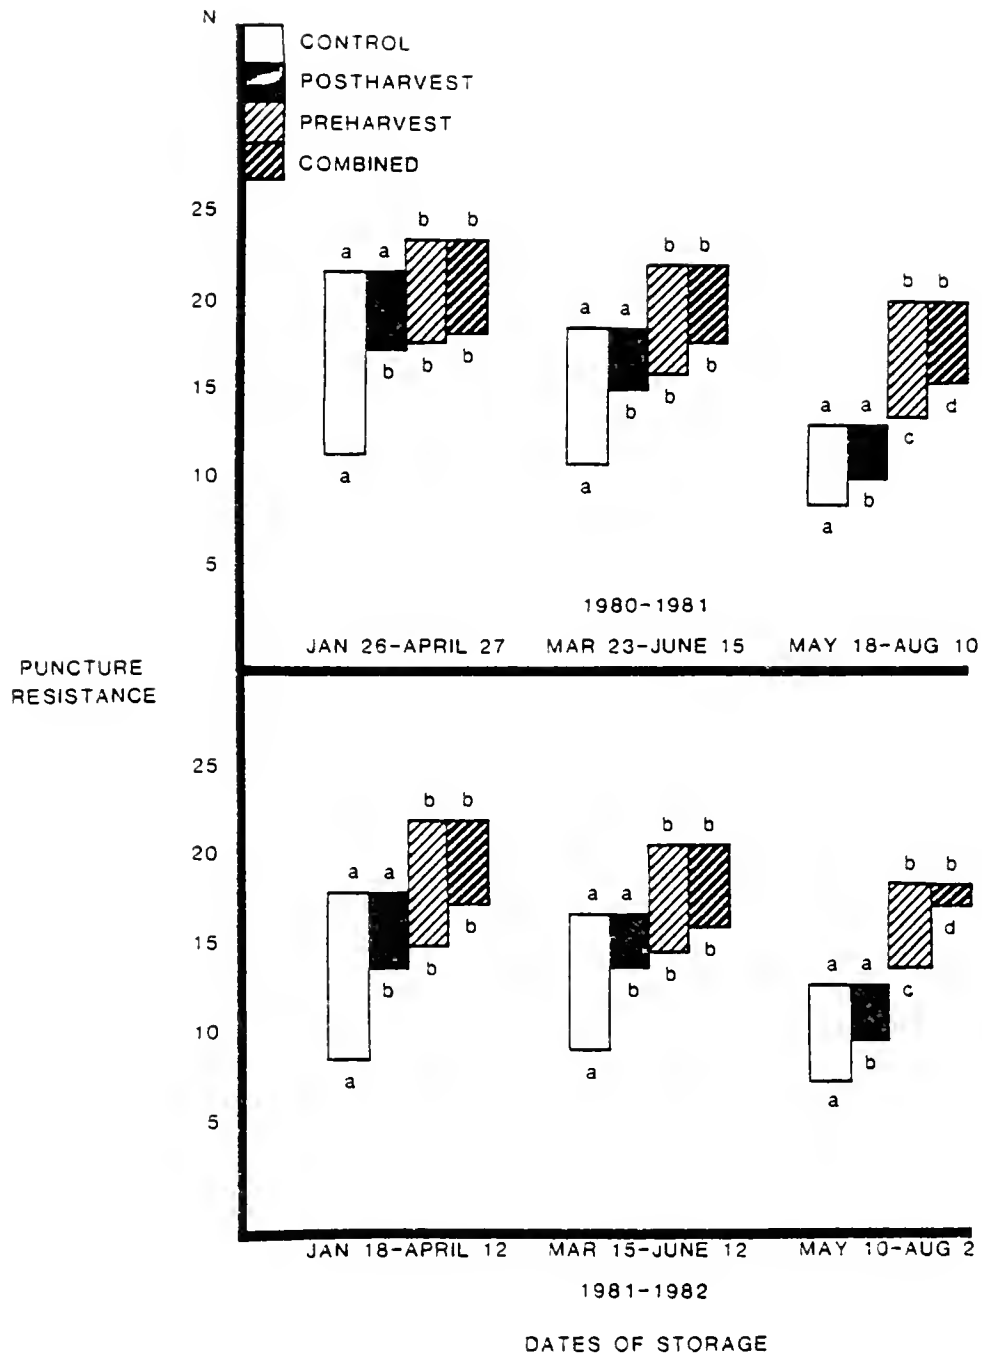 N
CONTROL
POSTHARVEST
PREHARVEST
COMBINED
25
b b
a a
b b
20
b b
a a
b b
15
b
b
b
d
a a
b
b
c
10
a
a
b
a
5
1980-1981
JAN 26-APRIL 27 MAR 23-JUNE 15 MAY 18-AUG 10
PUNCTURE
RESISTANCE
25
b b
b b
20
a a
b b
a a
15
b
b
d
b
b
a a
b
b
c
10
b
a
a
a
5
JAN 18-APRIL 12 MAR 15-JUNE 12 MAY 10-AUG 2
1981-1982
DATES OF STORAGE